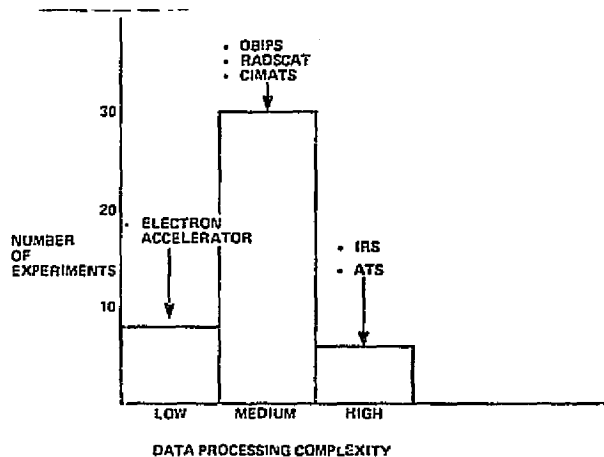 • OBIPS
• RADSCAT
• CIMATS
30
20
• ELECTRON
ACCELERATOR
NUMBER
OF
EXPERIMENTS
• IRS
• ATS
10
LOW MEDIUM HIGH
DATA PROCESSING COMPLEXITY